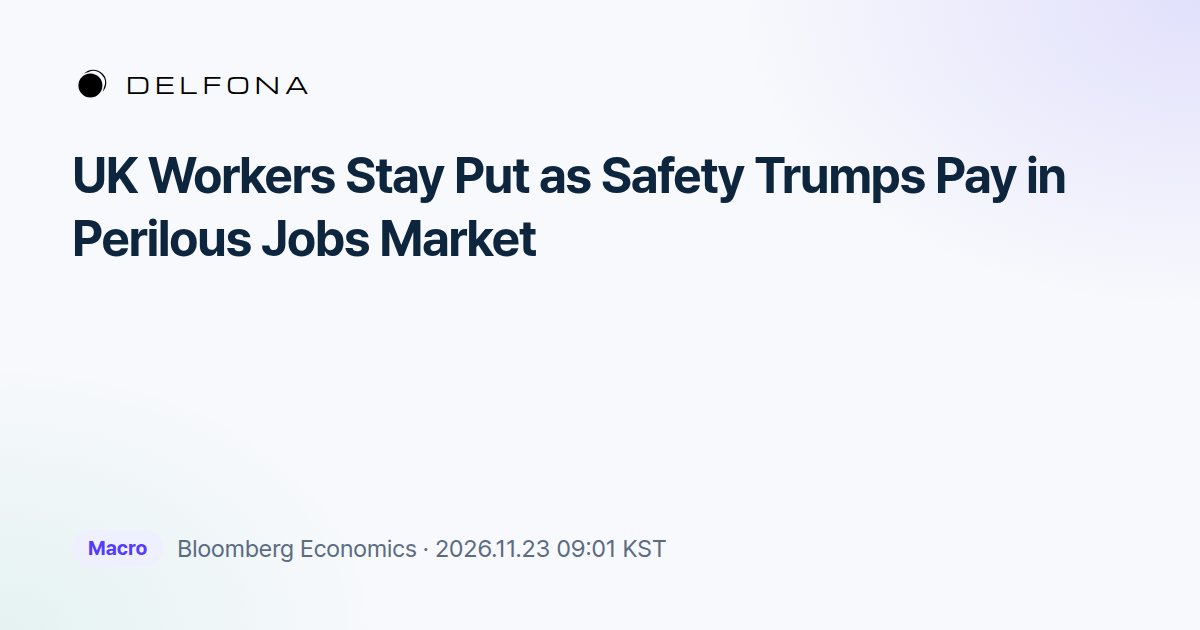 DELFONA
UK Workers Stay Put as Safety Trumps Pay in
Perilous Jobs Market
Macro Bloomberg Economics · 2026.11.23 09:01 KST